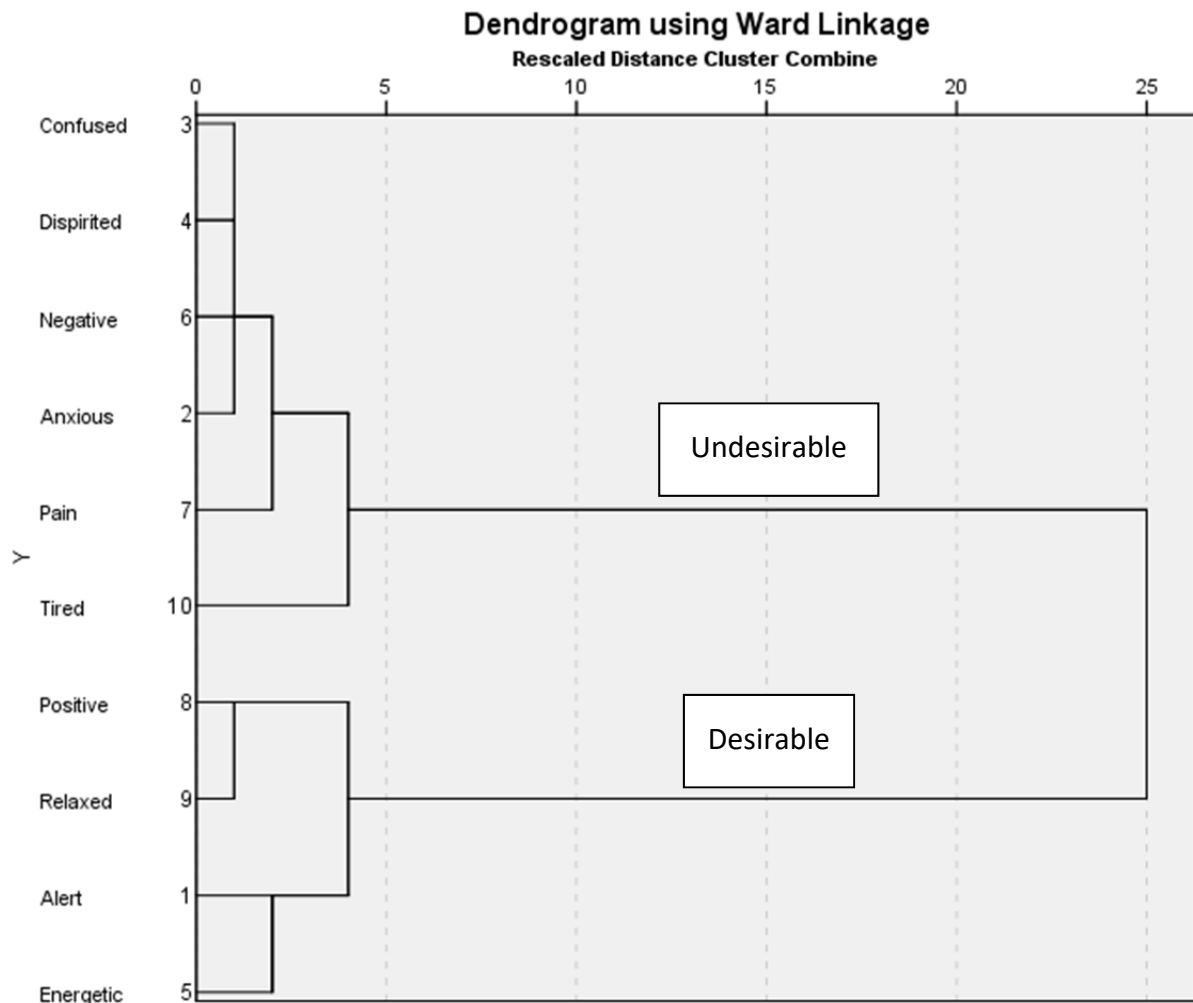 Dendrogram using Ward Linkage
Rescaled Distance Cluster Combine
0 5 10 15 20 25
Confused 3
Dispirited 4
Negative 6
Anxious 2
Undesirable
Pain 7
Y
Tired 10
Positive 8
Desirable
Relaxed 9
Alert 1
Energetic 5